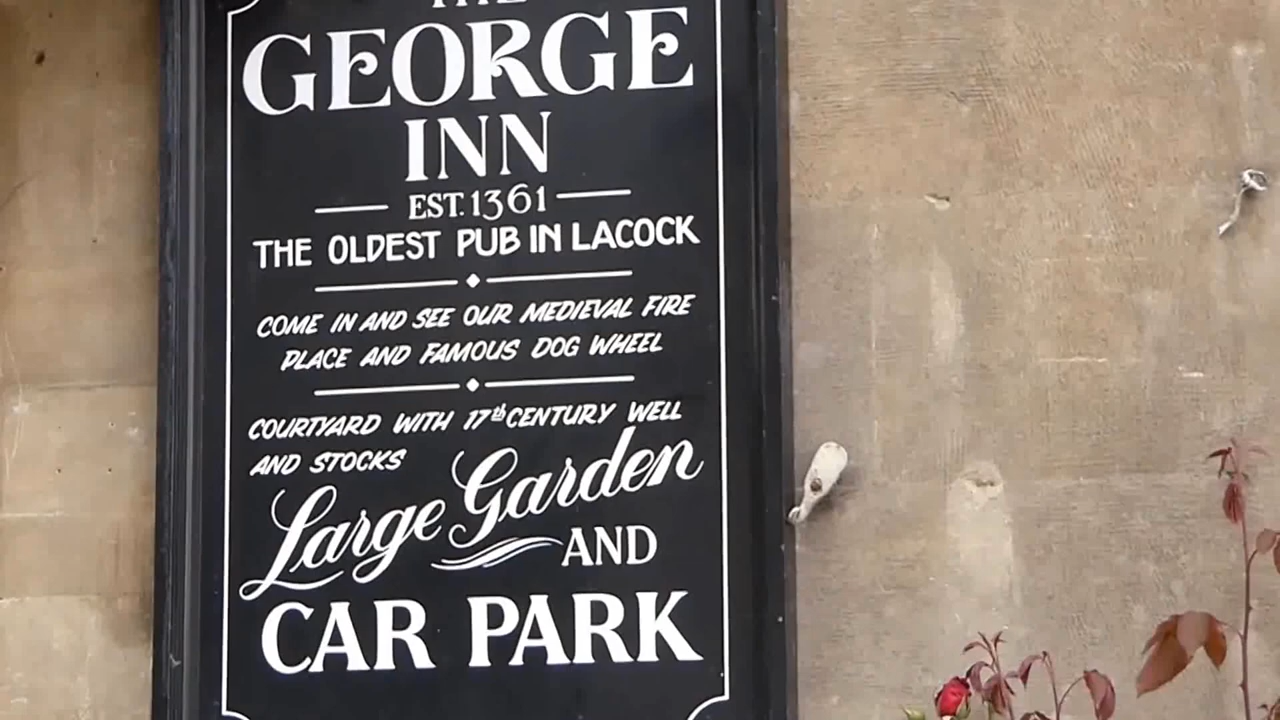 THE
GEORGE
INN
EST. 1361
THE OLDEST PUB IN LACOCK
COME IN AND SEE OUR MEDIEVAL FIRE
PLACE AND FAMOUS DOG WHEEL
COURTYARD WITH 17th CENTURY WELL
AND STOCKS
Large Garden
AND
CAR PARK